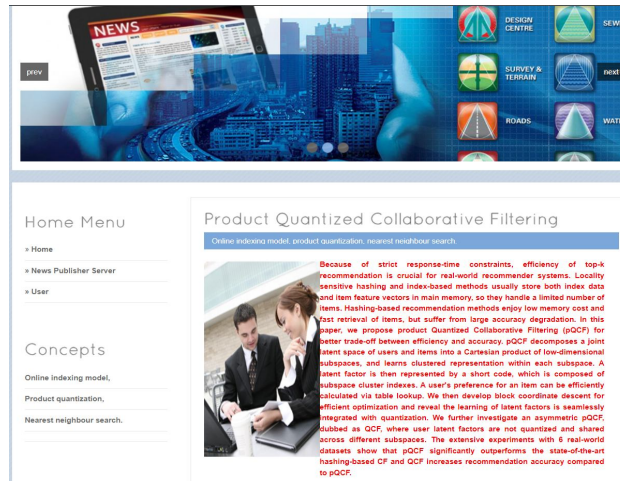 NEWS
DESIGN
CENTRE
SEW
prev
SURVEY &
TERRAIN
next
ROADS
WAT
Home Menu
» Home
» News Publisher Server
» User
Concepts
Online indexing model,
Product quantization,
Nearest neighbour search.
Product Quantized Collaborative Filtering
Online indexing model, product quantization, nearest neighbour search.
Because of strict response-time constraints, efficiency of top-k
recommendation is crucial for real-world recommender systems. Locality
sensitive hashing and index-based methods usually store both index data
and item feature vectors in main memory, so they handle a limited number of
items. Hashing-based recommendation methods enjoy low memory cost and
fast retrieval of items, but suffer from large accuracy degradation. In this
paper, we propose product Quantized Collaborative Filtering (pQCF) for
better trade-off between efficiency and accuracy. pQCF decomposes a joint
latent space of users and items into a Cartesian product of low-dimensional
subspaces, and learns clustered representation within each subspace. A
latent factor is then represented by a short code, which is composed of
subspace cluster indexes. A user's preference for an item can be efficiently
calculated via table lookup. We then develop block coordinate descent for
efficient optimization and reveal the learning of latent factors is seamlessly
integrated with quantization. We further investigate an asymmetric pQCF,
dubbed as QCF, where user latent factors are not quantized and shared
across different subspaces. The extensive experiments with 6 real-world
datasets show that pQCF significantly outperforms the state-of-the-art
hashing-based CF and QCF increases recommendation accuracy compared
to pQCF.